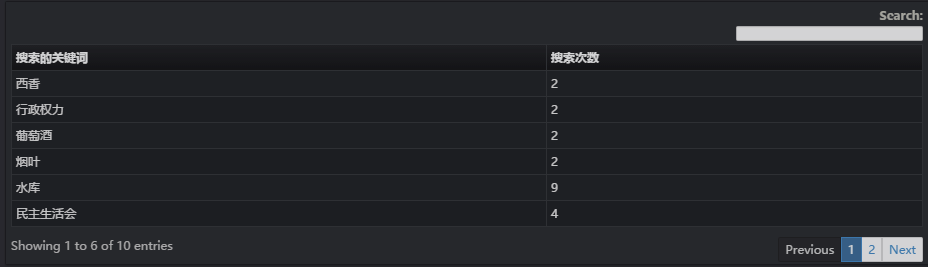 Search:
搜索的关键词 搜索次数
西香 2
行政权力 2
葡萄酒 2
烟叶 2
水库 9
民主生活会 4
Showing 1 to 6 of 10 entries Previous 1 2 Next